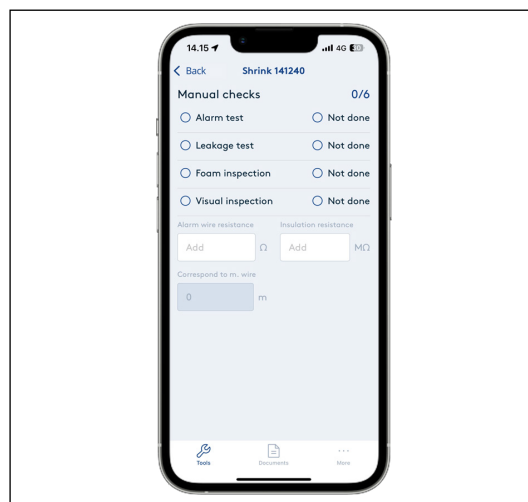 14.15 4G
Back Shrink 141240
Manual checks 0/6
Alarm test Not done
Leakage test Not done
Foam inspection Not done
Visual inspection Not done
Alarm wire resistance Insulation resistance
Add Ω Add MΩ
Correspond to m. wire
0 m
Tools Documents More